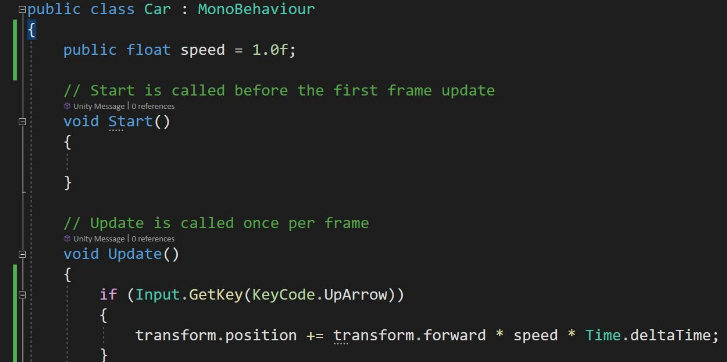 public class Car : MonoBehaviour
{
public float speed = 1.0f;
// Start is called before the first frame update
Unity Message | 0 references
void Start()
{
}
// Update is called once per frame
Unity Message | 0 references
void Update()
{
if (Input.GetKey(KeyCode.UpArrow))
{
transform.position += transform.forward * speed * Time.deltaTime;
}